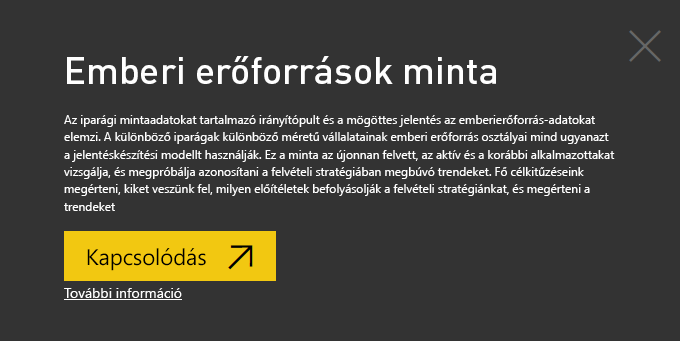 Emberi erőforrások minta
Az iparági mintaadatokat tartalmazó irányítópult és a mögöttes jelentés az emberierőforrás-adatokat
elemzi. A különböző iparágak különböző méretű vállalatainak emberi erőforrás osztályai mind ugyanazt
a jelentéskészítési modellt használják. Ez a minta az újonnan felvett, az aktív és a korábbi alkalmazottakat
vizsgálja, és megpróbálja azonosítani a felvételi stratégiában megbúvó trendeket. Fő célkitűzéseink
megérteni, kiket veszünk fel, milyen előítéletek befolyásolják a felvételi stratégiánkat, és megérteni a
trendeket
Kapcsolódás
További információ